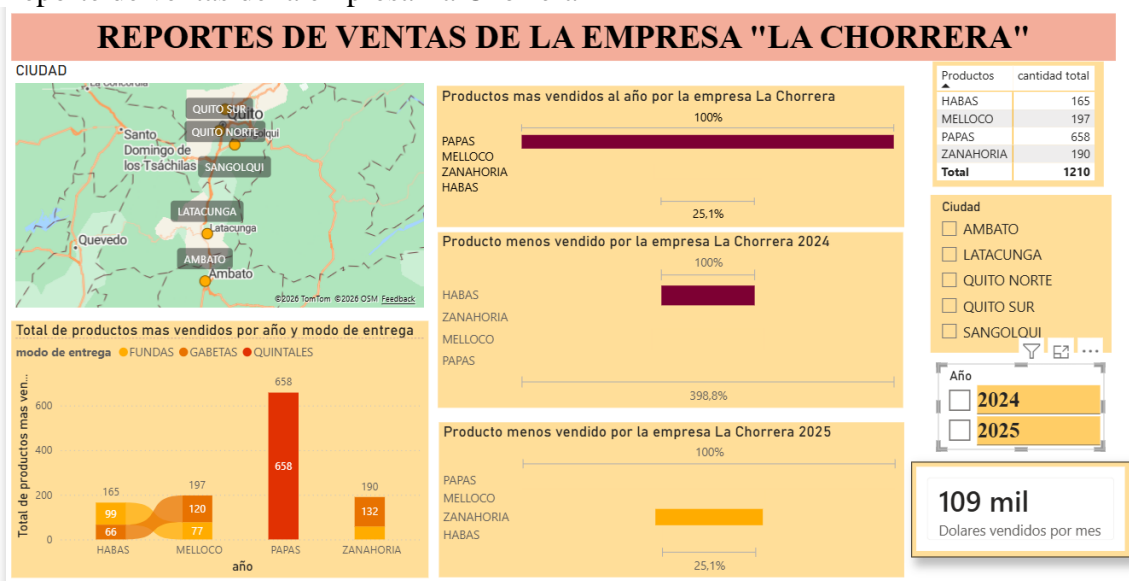 REPORTES DE VENTAS DE LA EMPRESA "LA CHORRERA"
CIUDAD
QUITO SUR
Quito
QUITO NORTE
Santo
Domingo de
los Tsáchilas
SANGOLQUI
LATACUNGA
Latacunga
Quevedo
AMBATO
Ambato
©2026 TomTom ©2026 OSM Feedback
Total de productos mas vendidos por año y modo de entrega
modo de entrega FUNDAS GABETAS QUINTALES
Total de productos mas ven...
600
400
200
0
165
99
66
197
120
77
658
658
190
132
HABAS MELLOCO PAPAS ZANAHORIA
año
Productos mas vendidos al año por la empresa La Chorrera
100%
PAPAS
MELLOCO
ZANAHORIA
HABAS
25,1%
Producto menos vendido por la empresa La Chorrera 2024
100%
HABAS
ZANAHORIA
MELLOCO
PAPAS
398,8%
Producto menos vendido por la empresa La Chorrera 2025
100%
PAPAS
MELLOCO
ZANAHORIA
HABAS
25,1%
Productos cantidad total
HABAS 165
MELLOCO 197
PAPAS 658
ZANAHORIA 190
Total 1210
Ciudad
AMBATO
LATACUNGA
QUITO NORTE
QUITO SUR
SANGOLQUI
Año
2024
2025
109 mil
Dolares vendidos por mes